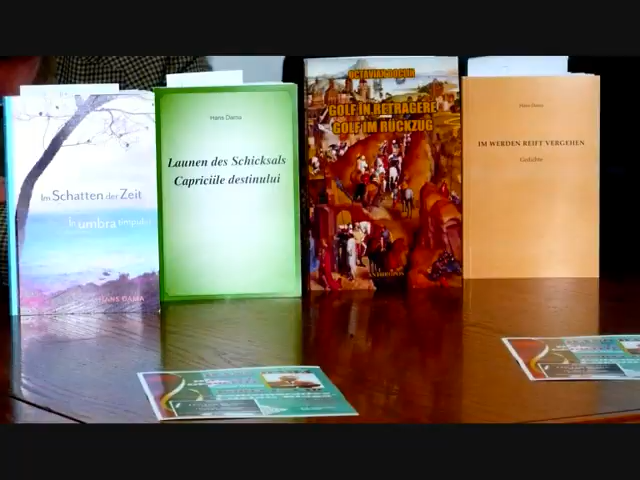 Im Schatten der Zeit
În umbra timpului
HANS DAMA
Hans Dama
Launen des Schicksals
Capriciile destinului
OCTAVIAN DOCLIN
GOLF ÎN RETRAGERE
GOLF IM RÜCKZUG
ANTHROPOS
Hans Dama
IM WERDEN REIFT VERGEHEN
Gedichte